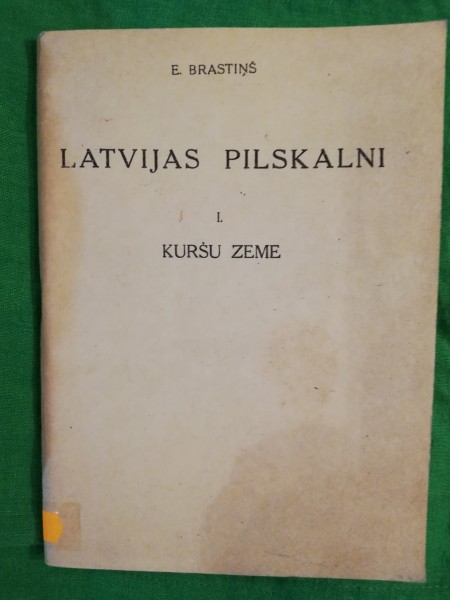 E. BRASTIŅŠ
LATVIJAS PILSKALNI
I.
KURŠU ZEME